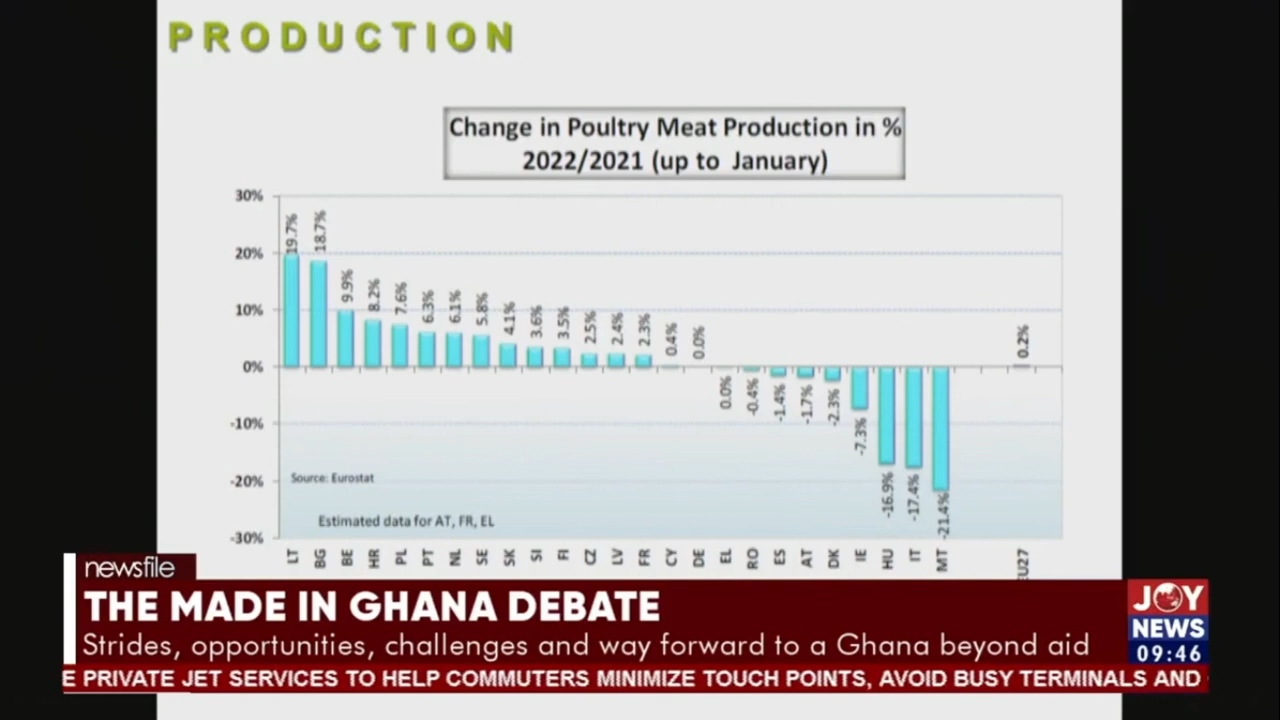 PRODUCTION
Change in Poultry Meat Production in %
2022/2021 (up to January)
30%
20%
10%
0%
-10%
-20%
-30%
19.7%
18.7%
9.9%
8.2%
7.6%
6.3%
6.1%
5.8%
4.1%
3.6%
3.5%
2.5%
2.4%
2.3%
0.4%
0.0%
0.0%
-0.4%
-1.4%
-1.7%
-2.3%
-7.3%
-16.9%
-17.4%
-21.4%
0.2%
Source: Eurostat
Estimated data for AT, FR, EL
LT BG BE HR PL PT NL SE SK SI FI CZ LV FR CY DE EL RO ES AT DK IE HU IT MT EU27
newsfile
THE MADE IN GHANA DEBATE
Strides, opportunities, challenges and way forward to a Ghana beyond aid
JOY
NEWS
09:46
E PRIVATE JET SERVICES TO HELP COMMUTERS MINIMIZE TOUCH POINTS, AVOID BUSY TERMINALS AND